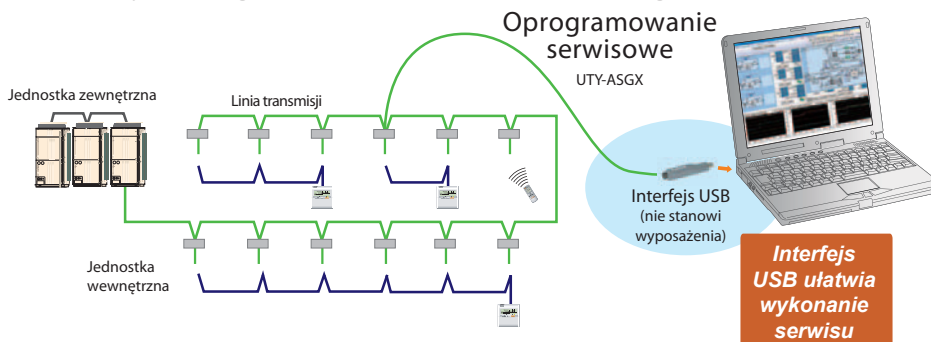 Oprogramowanie
serwisowe
UTY-ASGX
Jednostka zewnętrzna
Linia transmisji
Interfejs USB
(nie stanowi
wyposażenia)
Jednostka
wewnętrzna
Interfejs
USB ułatwia
wykonanie
serwisu